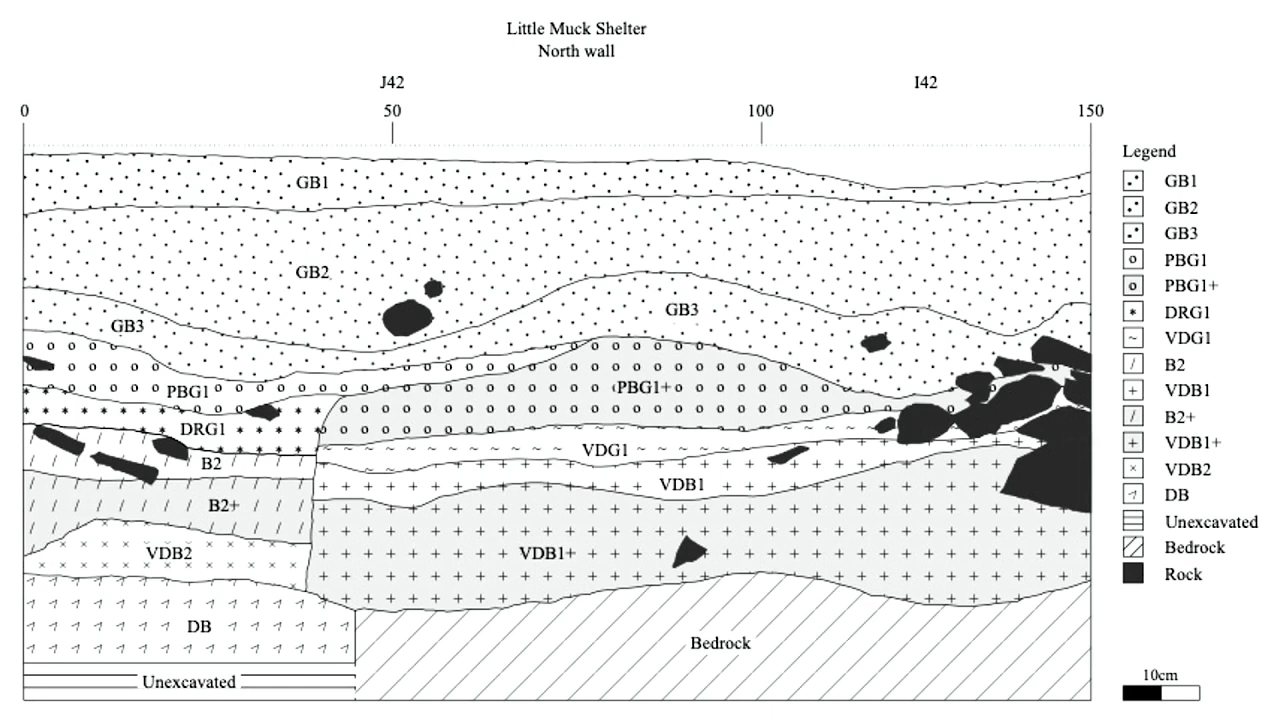 Little Muck Shelter
North wall
J42
I42
0
50
100
150
GB1
GB2
GB3
GB3
PBG1
PBG1+
DRG1
VDG1
B2
VDB1
B2+
VDB2
VDB1+
DB
Bedrock
Unexcavated
Legend
GB1
GB2
GB3
PBG1
PBG1+
DRG1
VDG1
B2
VDB1
B2+
VDB1+
VDB2
DB
Unexcavated
Bedrock
Rock
10cm